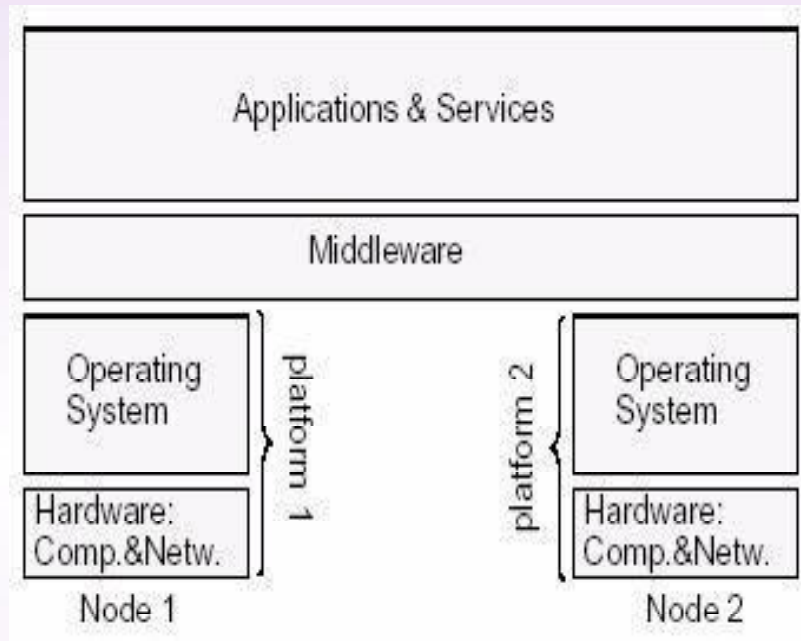 Applications & Services
Middleware
Operating
System
Hardware:
Comp.&Netw.
Node 1
platform 1
platform 2
Operating
System
Hardware:
Comp.&Netw.
Node 2